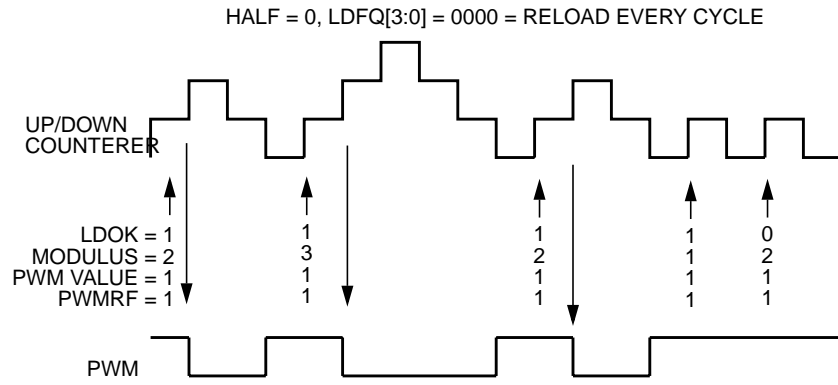 HALF = 0, LDFQ[3:0] = 0000 = RELOAD EVERY CYCLE
UP/DOWN
COUNTERER
LDOK = 1 1 1 1 0
MODULUS = 2 3 2 1 2
PWM VALUE = 1 1 1 1 1
PWMRF = 1 1 1 1 1
PWM